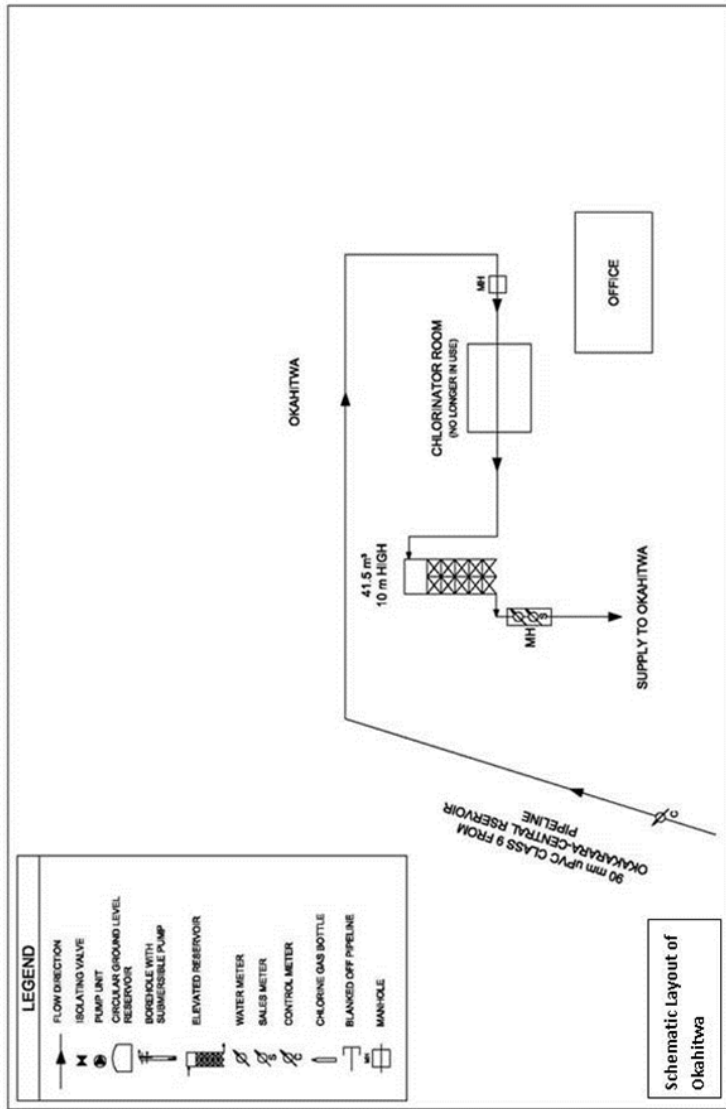 LEGEND
FLOW DIRECTION
ISOLATING VALVE
PUMP UNIT
CIRCULAR GROUND LEVEL
RESERVOIR
BOREHOLE WITH
SUBMERSIBLE PUMP
ELEVATED RESERVOIR
WATER METER
S
SALES METER
C
CONTROL METER
CHLORINE GAS BOTTLE
BLANKED OFF PIPELINE
MH
MANHOLE
OKAHITWA
41.5 m³
10 m HIGH
CHLORINATOR ROOM
(NO LONGER IN USE)
MH
OFFICE
MH
S
SUPPLY TO OKAHITWA
C
90 mm uPVC CLASS 9 FROM
OKAKARARA-CENTRAL RSERVOIR
PIPELINE
Schematic Layout of
Okahitwa